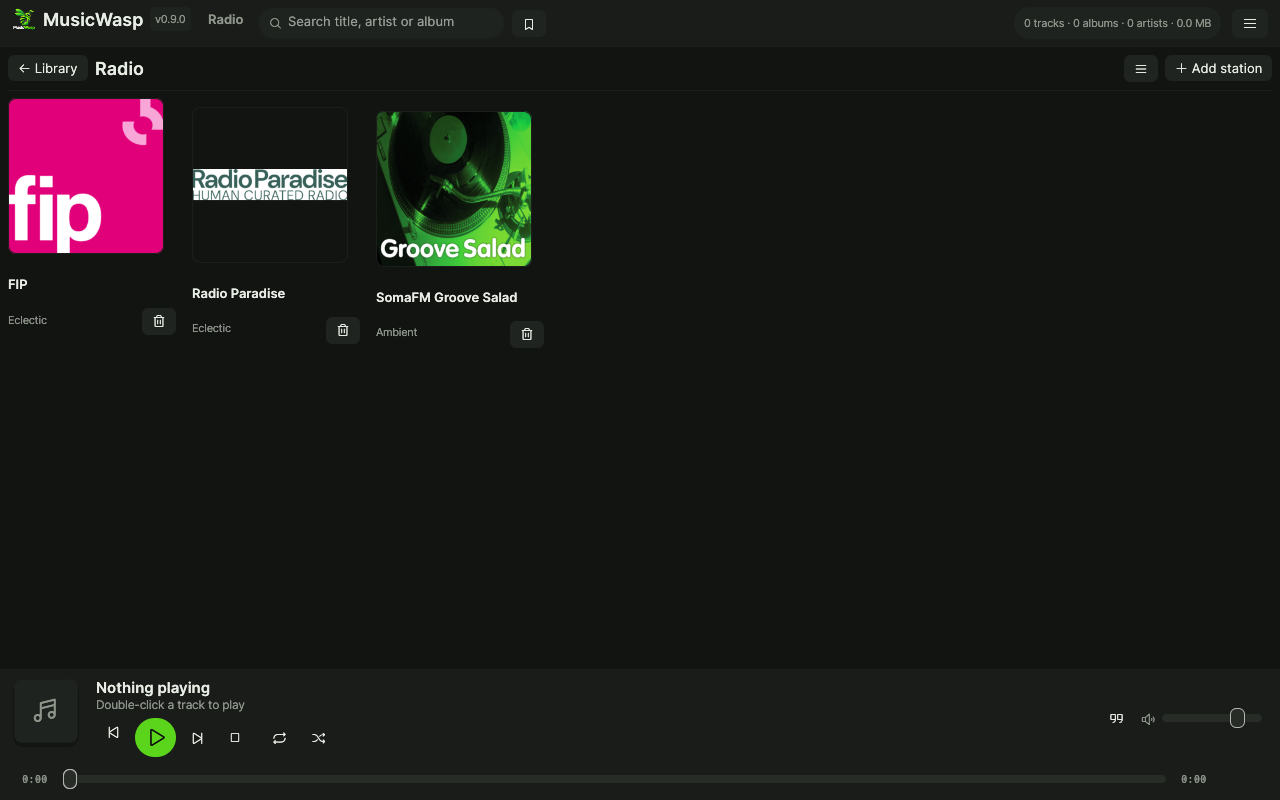 MusicWasp
v0.9.0
Radio
Search title, artist or album
0 tracks · 0 albums · 0 artists · 0.0 MB
← Library
Radio
+ Add station
fip
Radio Paradise
HUMAN CURATED RADIO
Groove Salad
FIP
Eclectic
Radio Paradise
Eclectic
SomaFM Groove Salad
Ambient
Nothing playing
Double-click a track to play
0:00
0:00